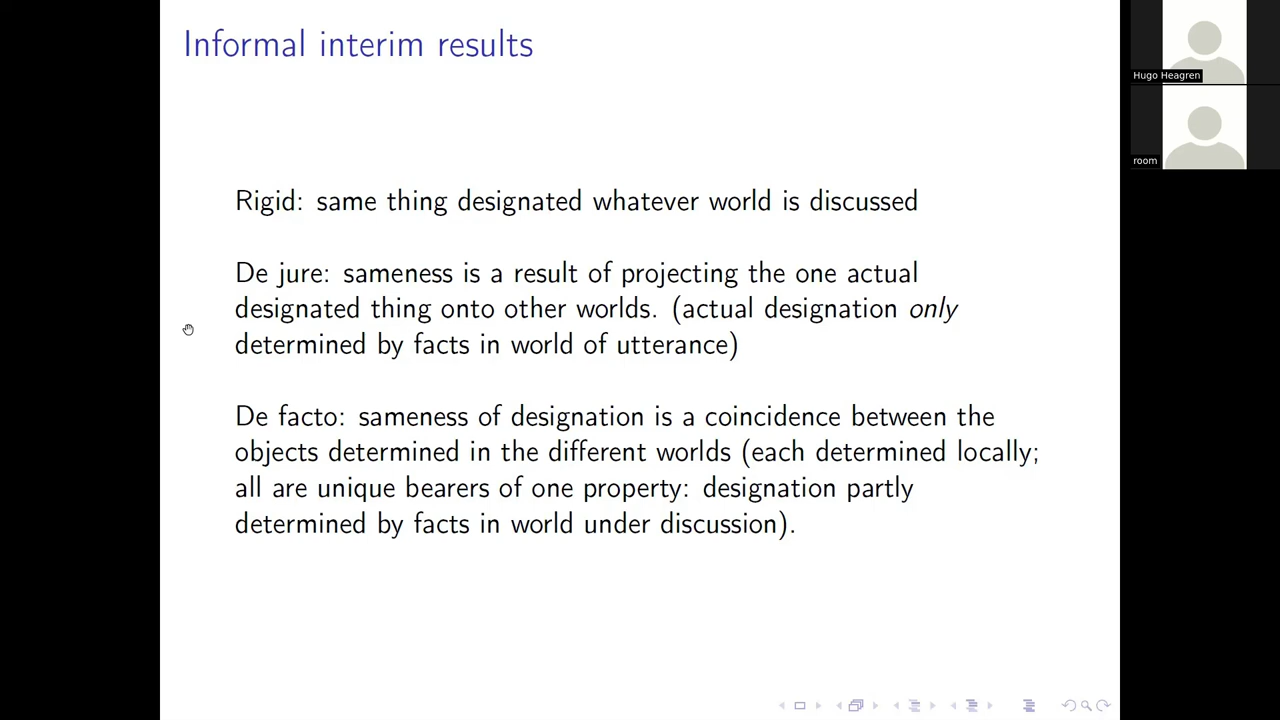 Informal interim results
Hugo Heagren
room
Rigid: same thing designated whatever world is discussed
De jure: sameness is a result of projecting the one actual
designated thing onto other worlds. (actual designation only
determined by facts in world of utterance)
De facto: sameness of designation is a coincidence between the
objects determined in the different worlds (each determined locally;
all are unique bearers of one property: designation partly
determined by facts in world under discussion).